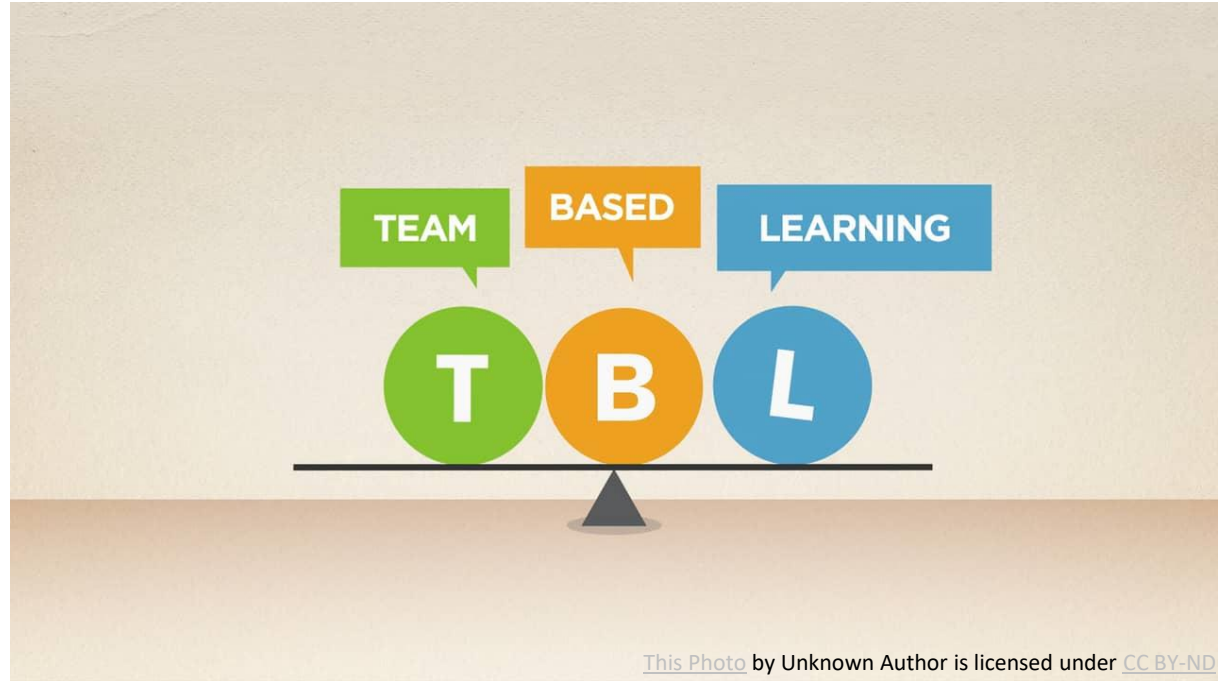 TEAM
BASED
LEARNING
T
B
L
This Photo by Unknown Author is licensed under CC BY-ND